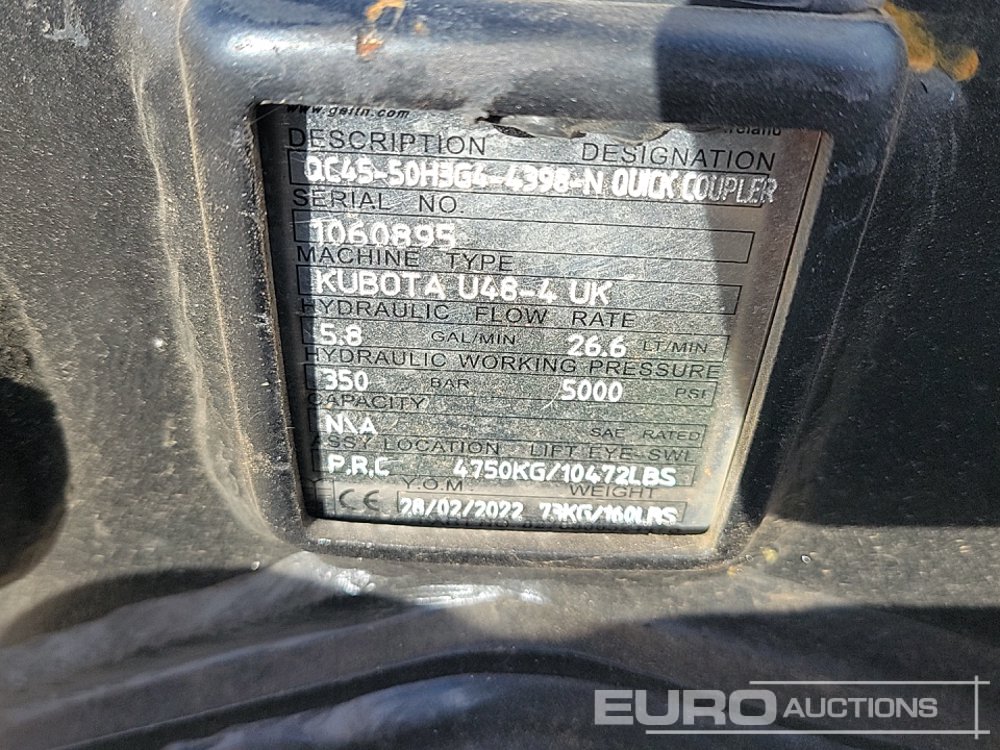 www.geith.com
DESCRIPTION DESIGNATION
QC45-50H3G4-4398-N QUICK COUPLER
SERIAL NO.
1060895
MACHINE TYPE
KUBOTA U48-4 UK
HYDRAULIC FLOW RATE
5.8 GAL/MIN 26.6 LT/MIN
HYDRAULIC WORKING PRESSURE
350 BAR 5000 PSI
CAPACITY
N\A SAE RATED
ASSY LOCATION LIFT EYE-SWL
P.R.C 4750KG/10472LBS
Y.O.M. WEIGHT
CE 28/02/2022 73KG/160LBS
EURO AUCTIONS